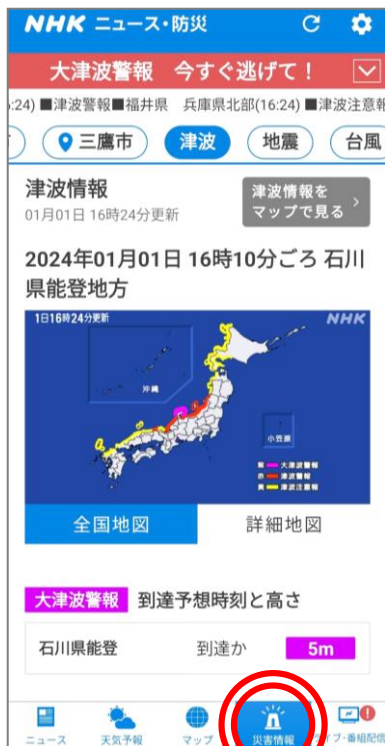 NHK ニュース・防災
大津波警報 今すぐ逃げて!
:24) ■津波警報■福井県 兵庫県北部(16:24) ■津波注意報
三鷹市
津波
地震
台風
津波情報
01月01日 16時24分更新
津波情報を
マップで見る
2024年01月01日 16時10分ごろ 石川
県能登地方
1日16時24分更新
NHK
沖縄
小笠原
紫 大津波警報
赤 津波警報
黄 津波注意報
全国地図
詳細地図
大津波警報 到達予想時刻と高さ
石川県能登 到達か 5m
ニュース
天気予報
マップ
災害情報
イブ・番組配信